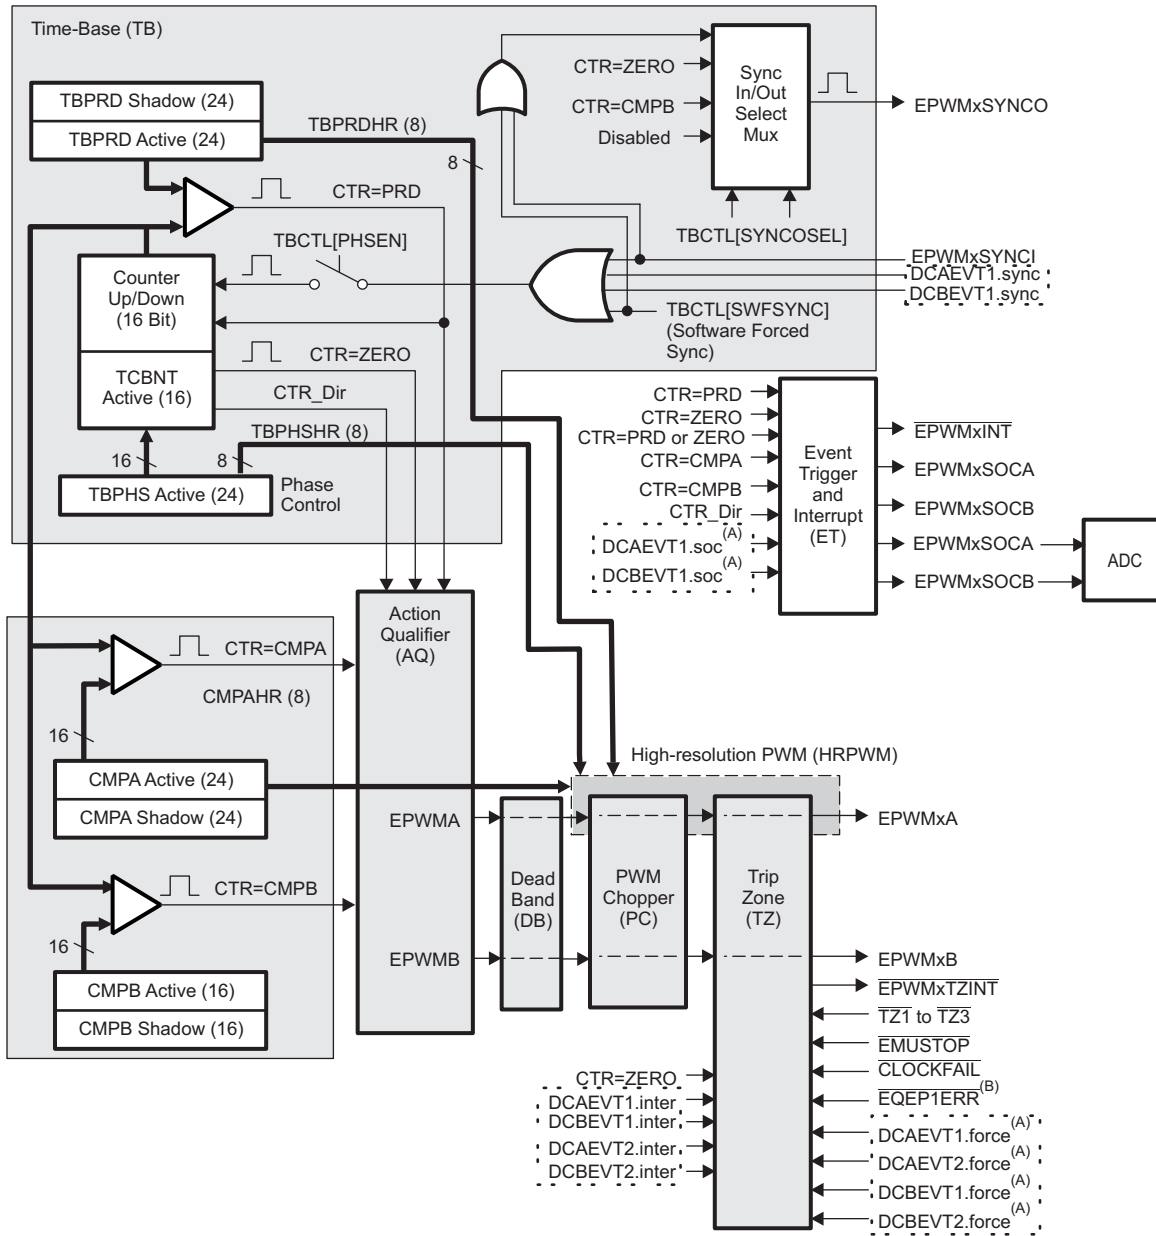 Time-Base (TB)
TBPRD Shadow (24)
TBPRD Active (24)
TBPRDHR (8)
8
CTR=PRD
TBCTL[PHSEN]
Counter
Up/Down
(16 Bit)
CTR=ZERO
TCBNT
Active (16)
CTR_Dir
TBPHSHR (8)
16
8
TBPHS Active (24)
Phase
Control
CTR=ZERO
CTR=CMPB
Disabled
Sync
In/Out
Select
Mux
EPWMxSYNCO
TBCTL[SYNCOSEL]
EPWMxSYNCI
DCAEVT1.sync
DCBEVT1.sync
TBCTL[SWFSYNC]
(Software Forced
Sync)
CTR=PRD
CTR=ZERO
CTR=PRD or ZERO
CTR=CMPA
CTR=CMPB
CTR_Dir
DCAEVT1.soc(A)
DCBEVT1.soc(A)
Event
Trigger
and
Interrupt
(ET)
EPWMxINT
EPWMxSOCA
EPWMxSOCB
EPWMxSOCA
EPWMxSOCB
ADC
Action
Qualifier
(AQ)
CTR=CMPA
CMPAHR (8)
16
CMPA Active (24)
CMPA Shadow (24)
CTR=CMPB
16
CMPB Active (16)
CMPB Shadow (16)
EPWMA
EPWMB
High-resolution PWM (HRPWM)
Dead
Band
(DB)
PWM
Chopper
(PC)
Trip
Zone
(TZ)
EPWMxA
EPWMxB
EPWMxTZINT
TZ1 to TZ3
EMUSTOP
CLOCKFAIL
EQEP1ERR(B)
DCAEVT1.force(A)
DCAEVT2.force(A)
DCBEVT1.force(A)
DCBEVT2.force(A)
CTR=ZERO
DCAEVT1.inter
DCBEVT1.inter
DCAEVT2.inter
DCBEVT2.inter